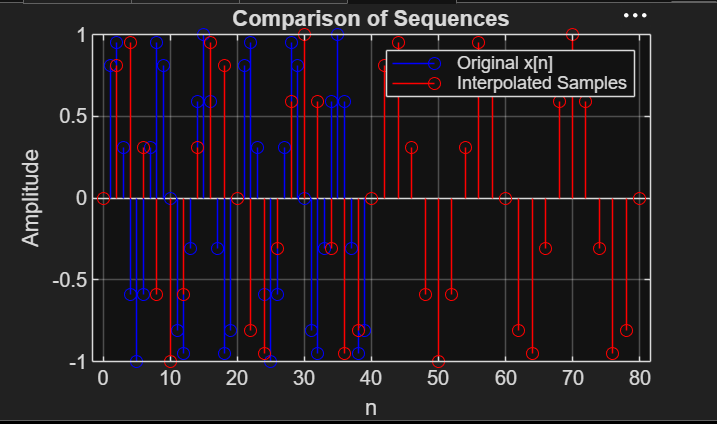 Comparison of Sequences
...
1
Original x[n]
Interpolated Samples
0.5
0
-0.5
-1
Amplitude
0 10 20 30 40 50 60 70 80
n